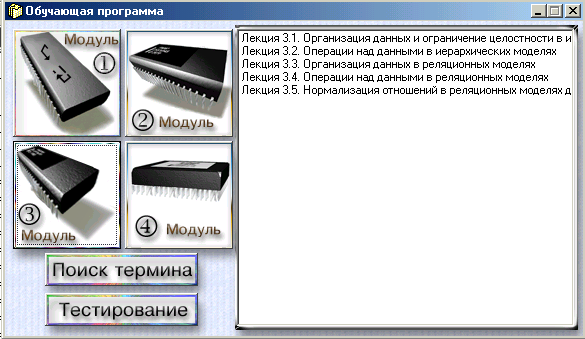 Обучающая программа
Модуль
1
2
Модуль
3
Модуль
4 Модуль
Поиск термина
Тестирование
Лекция 3.1. Организация данных и ограничение целостности в и
Лекция 3.2. Операции над данными в иерархических моделях
Лекция 3.3. Организация данных в реляционных моделях
Лекция 3.4. Операции над данными в реляционных моделях
Лекция 3.5. Нормализация отношений в реляционных моделях д